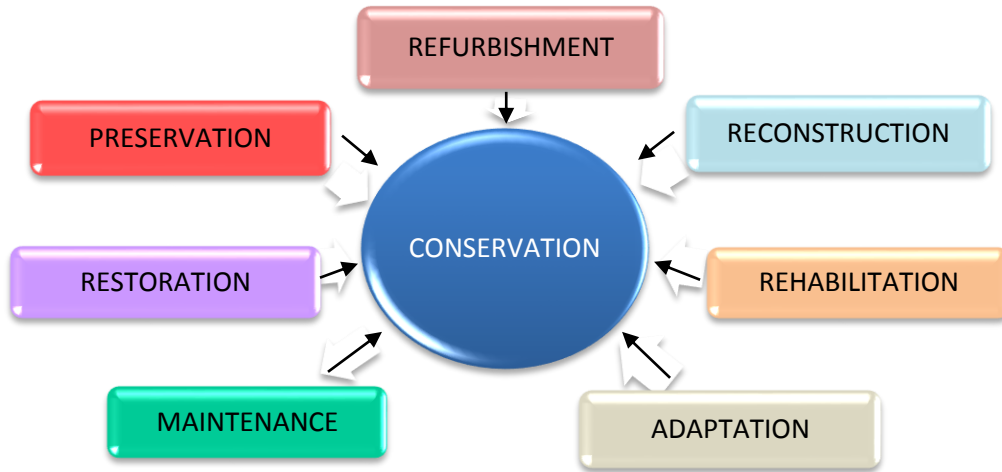 REFURBISHMENT
PRESERVATION
RECONSTRUCTION
CONSERVATION
RESTORATION
REHABILITATION
MAINTENANCE
ADAPTATION